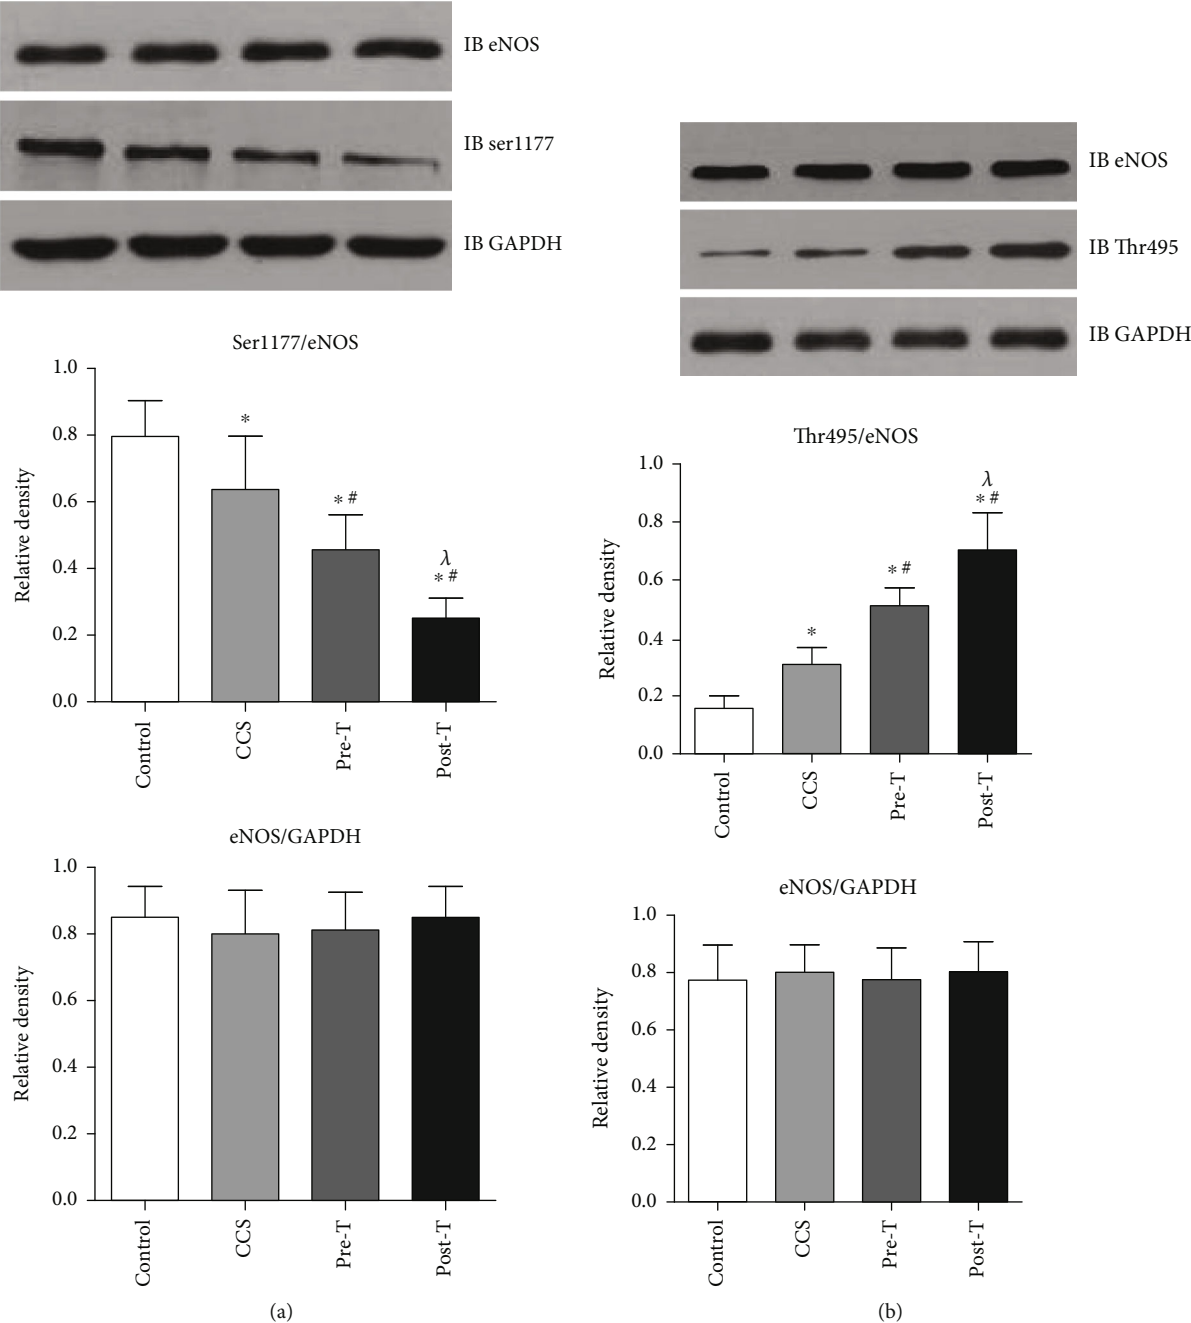 IB eNOS
IB ser1177
IB GAPDH
Ser1177/eNOS
Relative density
1.0
0.8
0.6
0.4
0.2
0.0
*
* #
λ
* #
Control
CCS
Pre-T
Post-T
eNOS/GAPDH
Relative density
1.0
0.8
0.6
0.4
0.2
0.0
Control
CCS
Pre-T
Post-T
(a)
IB eNOS
IB Thr495
IB GAPDH
Thr495/eNOS
Relative density
1.0
0.8
0.6
0.4
0.2
0.0
*
* #
λ
* #
Control
CCS
Pre-T
Post-T
eNOS/GAPDH
Relative density
1.0
0.8
0.6
0.4
0.2
0.0
Control
CCS
Pre-T
Post-T
(b)